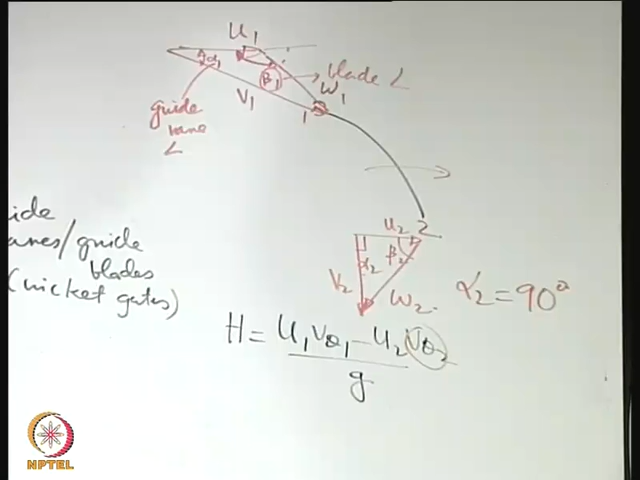 U1
α1
β1
blade ∠
guide
vane
∠
V1
W1
1
ide
anes/guide
blades
(wicket gates)
U2 2
β2
α2
V2
W2
α2 = 90°
H = U1Vθ1 - U2Vθ2
g
NPTEL